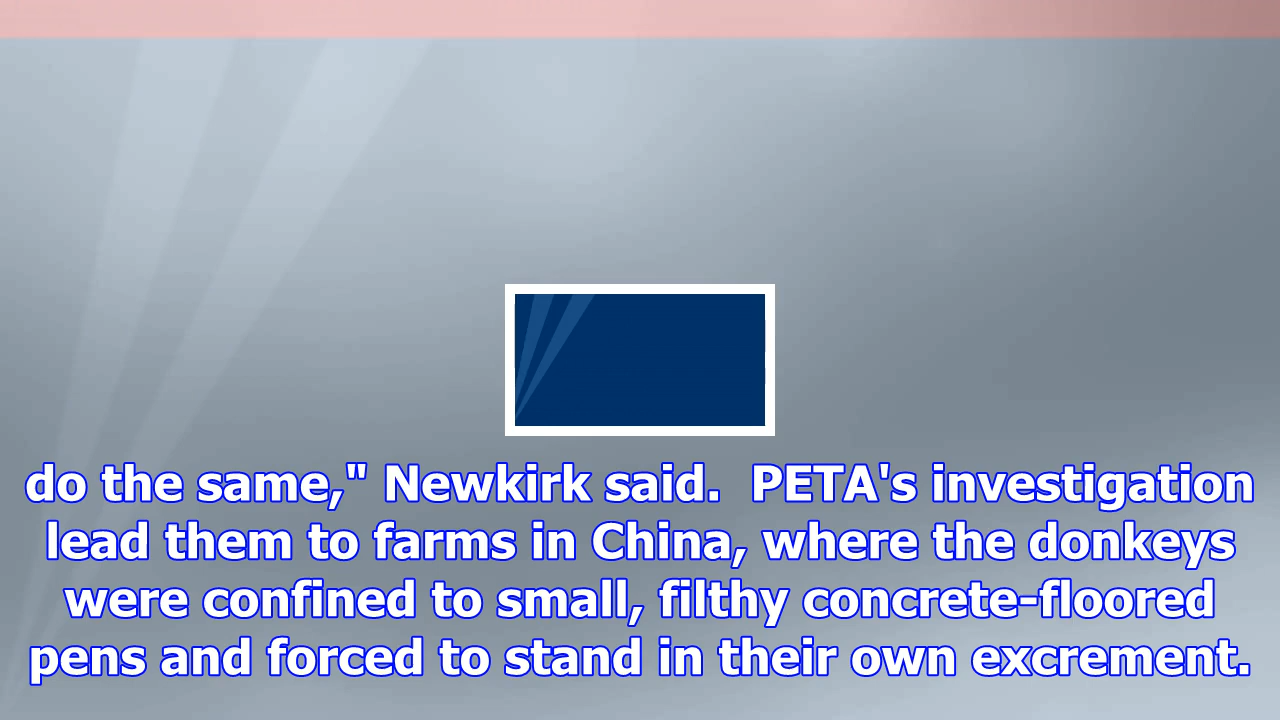 do the same," Newkirk said.  PETA's investigation
lead them to farms in China, where the donkeys
were confined to small, filthy concrete-floored
pens and forced to stand in their own excrement.